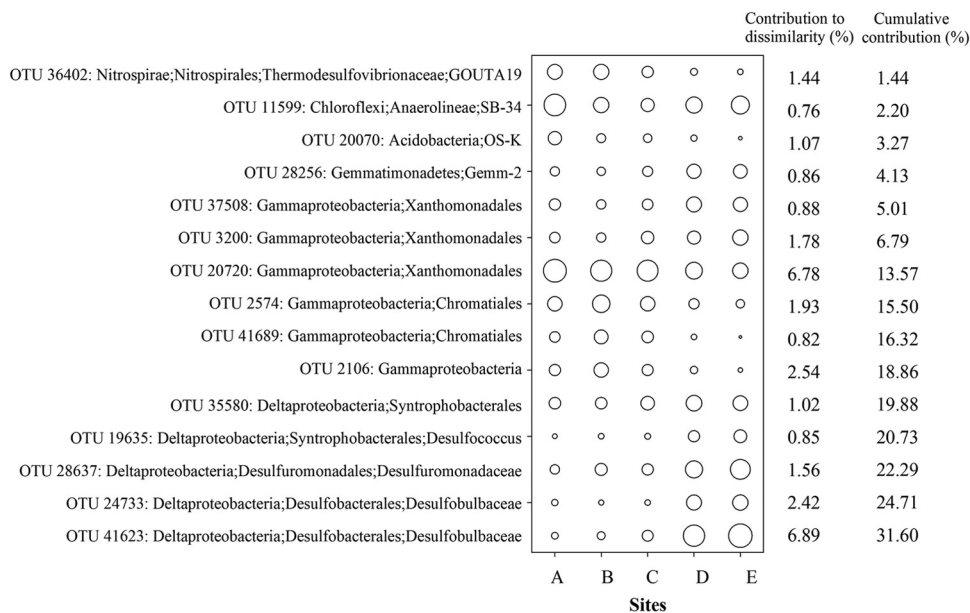 Contribution to Cumulative
dissimilarity (%) contribution (%)
OTU 36402: Nitrospirae;Nitrospirales;Thermodesulfovibrionaceae;GOUTA19 1.44 1.44
OTU 11599: Chloroflexi;Anaerolineae;SB-34 0.76 2.20
OTU 20070: Acidobacteria;OS-K 1.07 3.27
OTU 28256: Gemmatimonadetes;Gemm-2 0.86 4.13
OTU 37508: Gammaproteobacteria;Xanthomonadales 0.88 5.01
OTU 3200: Gammaproteobacteria;Xanthomonadales 1.78 6.79
OTU 20720: Gammaproteobacteria;Xanthomonadales 6.78 13.57
OTU 2574: Gammaproteobacteria;Chromatiales 1.93 15.50
OTU 41689: Gammaproteobacteria;Chromatiales 0.82 16.32
OTU 2106: Gammaproteobacteria 2.54 18.86
OTU 35580: Deltaproteobacteria;Syntrophobacterales 1.02 19.88
OTU 19635: Deltaproteobacteria;Syntrophobacterales;Desulfococcus 0.85 20.73
OTU 28637: Deltaproteobacteria;Desulfuromonadales;Desulfuromonadaceae 1.56 22.29
OTU 24733: Deltaproteobacteria;Desulfobacterales;Desulfobulbaceae 2.42 24.71
OTU 41623: Deltaproteobacteria;Desulfobacterales;Desulfobulbaceae 6.89 31.60
A B C D E
Sites